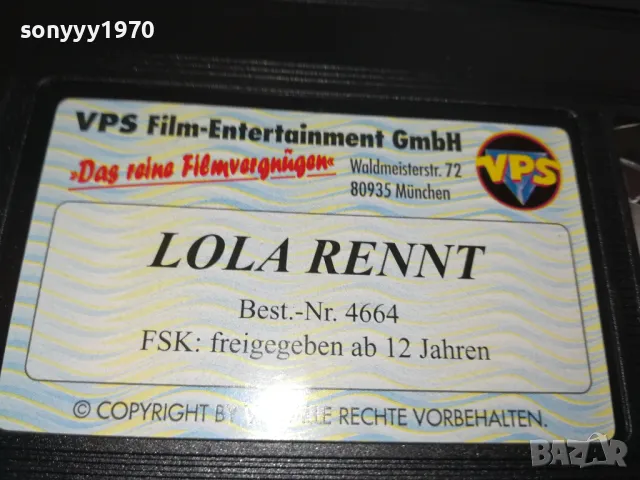 sonyyy1970
VPS Film-Entertainment GmbH
»Das reine Filmvergnügen«
Waldmeisterstr. 72
80935 München
VPS
LOLA RENNT
Best.-Nr. 4664
FSK: freigegeben ab 12 Jahren
© COPYRIGHT BY RECHTE VORBEHALTEN.
BAZAR